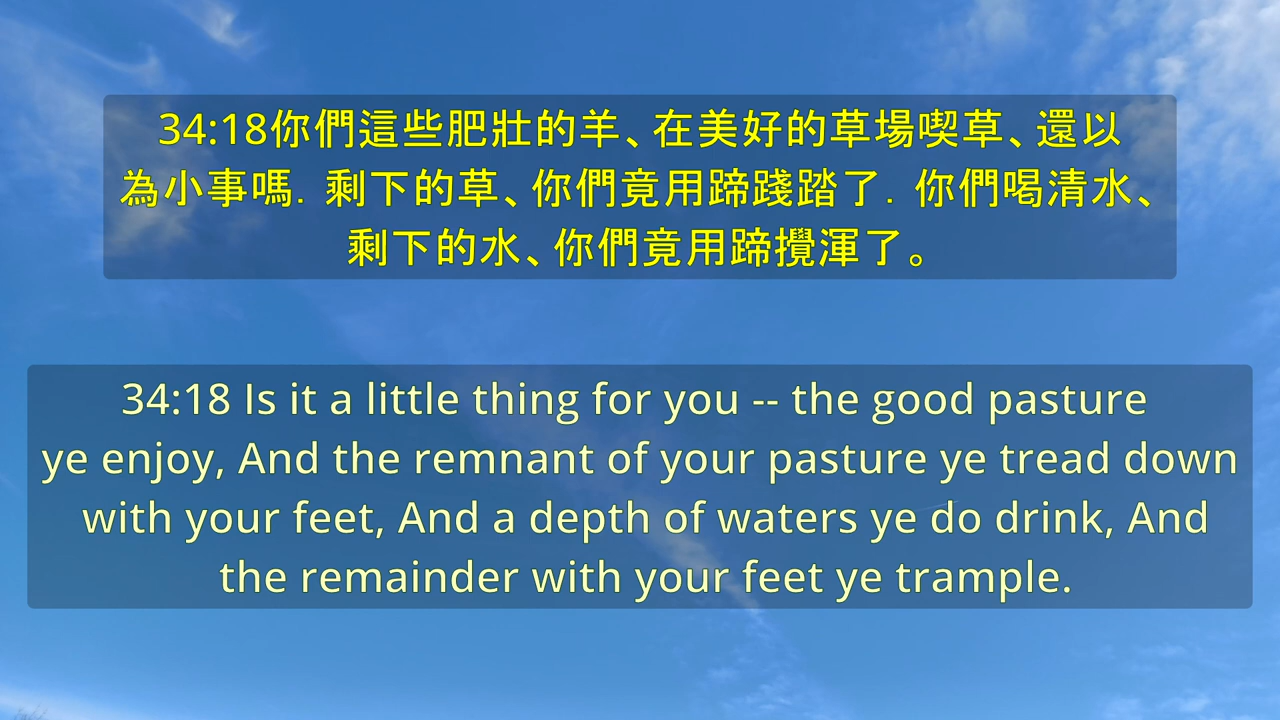 34:18你們這些肥壯的羊、在美好的草場喫草、還以
為小事嗎．剩下的草、你們竟用蹄踐踏了．你們喝清水、
剩下的水、你們竟用蹄攪渾了。
34:18 Is it a little thing for you -- the good pasture
ye enjoy, And the remnant of your pasture ye tread down
with your feet, And a depth of waters ye do drink, And
the remainder with your feet ye trample.